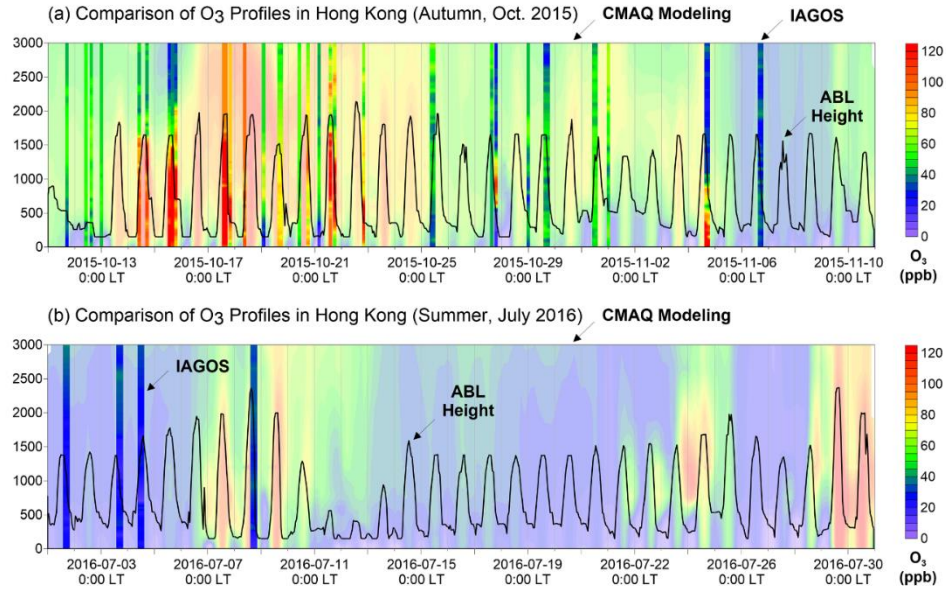 (a) Comparison of O3 Profiles in Hong Kong (Autumn, Oct. 2015)
CMAQ Modeling
IAGOS
ABL
Height
3000
2500
2000
1500
1000
500
0
2015-10-13
0:00 LT
2015-10-17
0:00 LT
2015-10-21
0:00 LT
2015-10-25
0:00 LT
2015-10-29
0:00 LT
2015-11-02
0:00 LT
2015-11-06
0:00 LT
2015-11-10
0:00 LT
120
100
80
60
40
20
0
O3
(ppb)
(b) Comparison of O3 Profiles in Hong Kong (Summer, July 2016)
CMAQ Modeling
IAGOS
ABL
Height
3000
2500
2000
1500
1000
500
0
2016-07-03
0:00 LT
2016-07-07
0:00 LT
2016-07-11
0:00 LT
2016-07-15
0:00 LT
2016-07-19
0:00 LT
2016-07-22
0:00 LT
2016-07-26
0:00 LT
2016-07-30
0:00 LT
120
100
80
60
40
20
0
O3
(ppb)